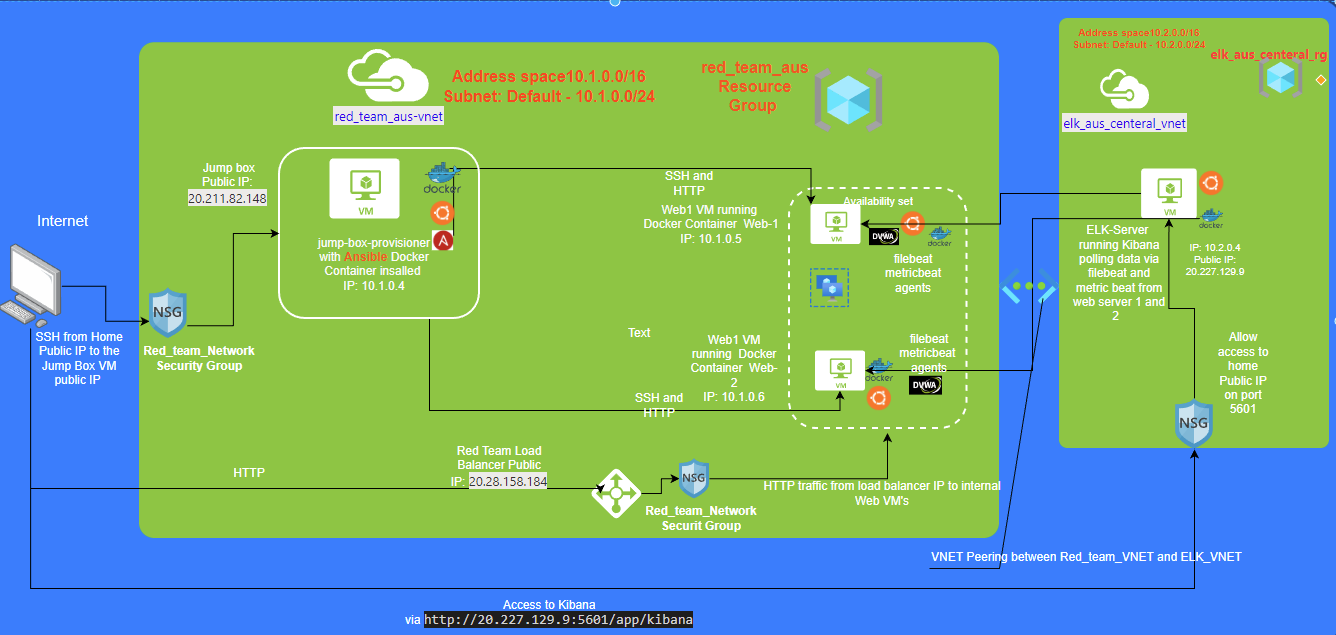 Address space10.1.0.0/16
Subnet: Default - 10.1.0.0/24
red_team_aus
Resource
Group
red_team_aus-vnet
Address space10.2.0.0/16
Subnet: Default - 10.2.0.0/24
elk_aus_centeral_rg
elk_aus_centeral_vnet
Jump box
Public IP:
20.211.82.148
VM
docker
jump-box-provisioner
with Ansible Docker
Container insalled
IP: 10.1.0.4
Internet
SSH from Home
Public IP to the
Jump Box VM
public IP
NSG
Red_team_Network
Security Group
SSH and
HTTP
Web1 VM running
Docker Container Web-1
IP: 10.1.0.5
Availability set
VM
DVWA
docker
filebeat
metricbeat
agents
Text
Web1 VM
running Docker
Container Web-
2
IP: 10.1.0.6
filebeat
metricbeat
agents
VM
docker
DVWA
SSH and
HTTP
VM
docker
ELK-Server
running Kibana
polling data via
filebeat and
metric beat from
web server 1 and
2
IP: 10.2.0.4
Public IP:
20.227.129.9
Allow
access to
home
Public IP
on port
5601
NSG
HTTP
Red Team Load
Balancer Public
IP: 20.28.158.184
NSG
Red_team_Network
Securit Group
HTTP traffic from load balancer IP to internal
Web VM's
VNET Peering between Red_team_VNET and ELK_VNET
Access to Kibana
via http://20.227.129.9:5601/app/kibana